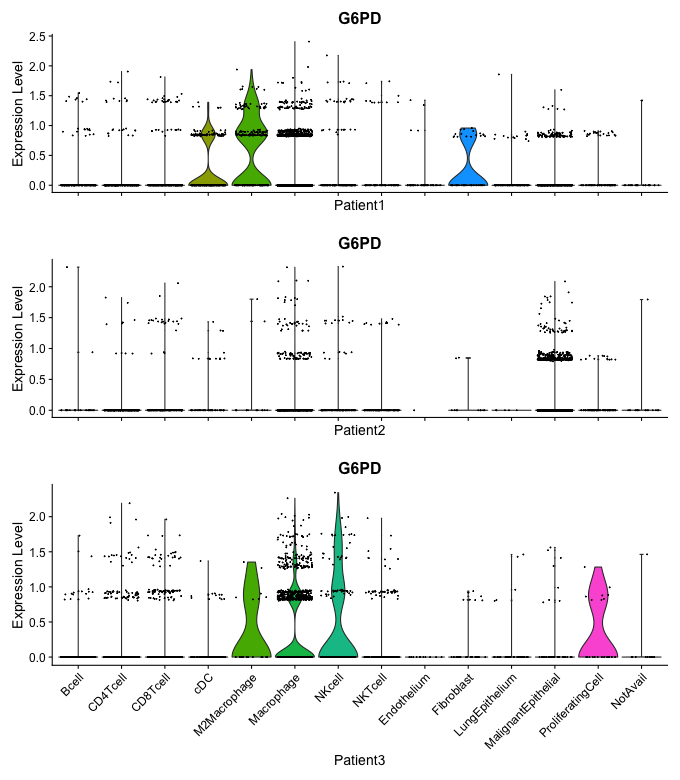 G6PD
Expression Level
2.5
2.0
1.5
1.0
0.5
0.0
Patient1
G6PD
Expression Level
2.0
1.5
1.0
0.5
0.0
Patient2
G6PD
Expression Level
2.0
1.5
1.0
0.5
0.0
Bcell
CD4Tcell
CD8Tcell
cDC
M2Macrophage
Macrophage
NKcell
NKTcell
Endothelium
Fibroblast
LungEpithelium
MalignantEpithelial
ProliferatingCell
NotAvail
Patient3